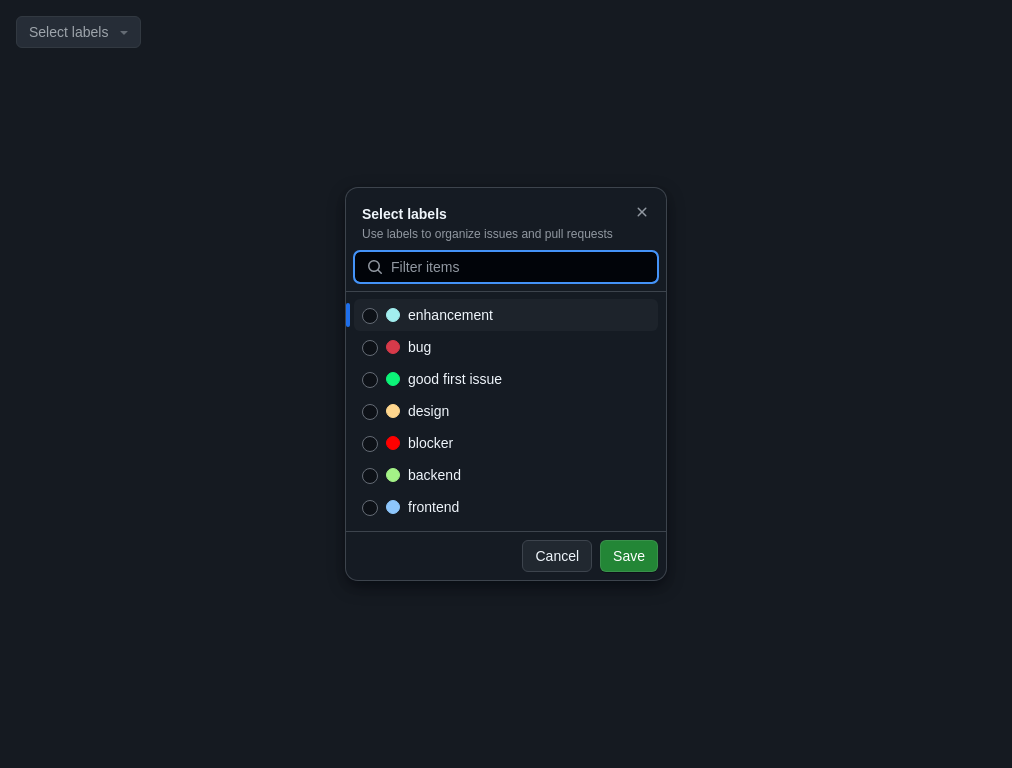 Select labels
Select labels
Use labels to organize issues and pull requests
Filter items
enhancement
bug
good first issue
design
blocker
backend
frontend
Cancel Save